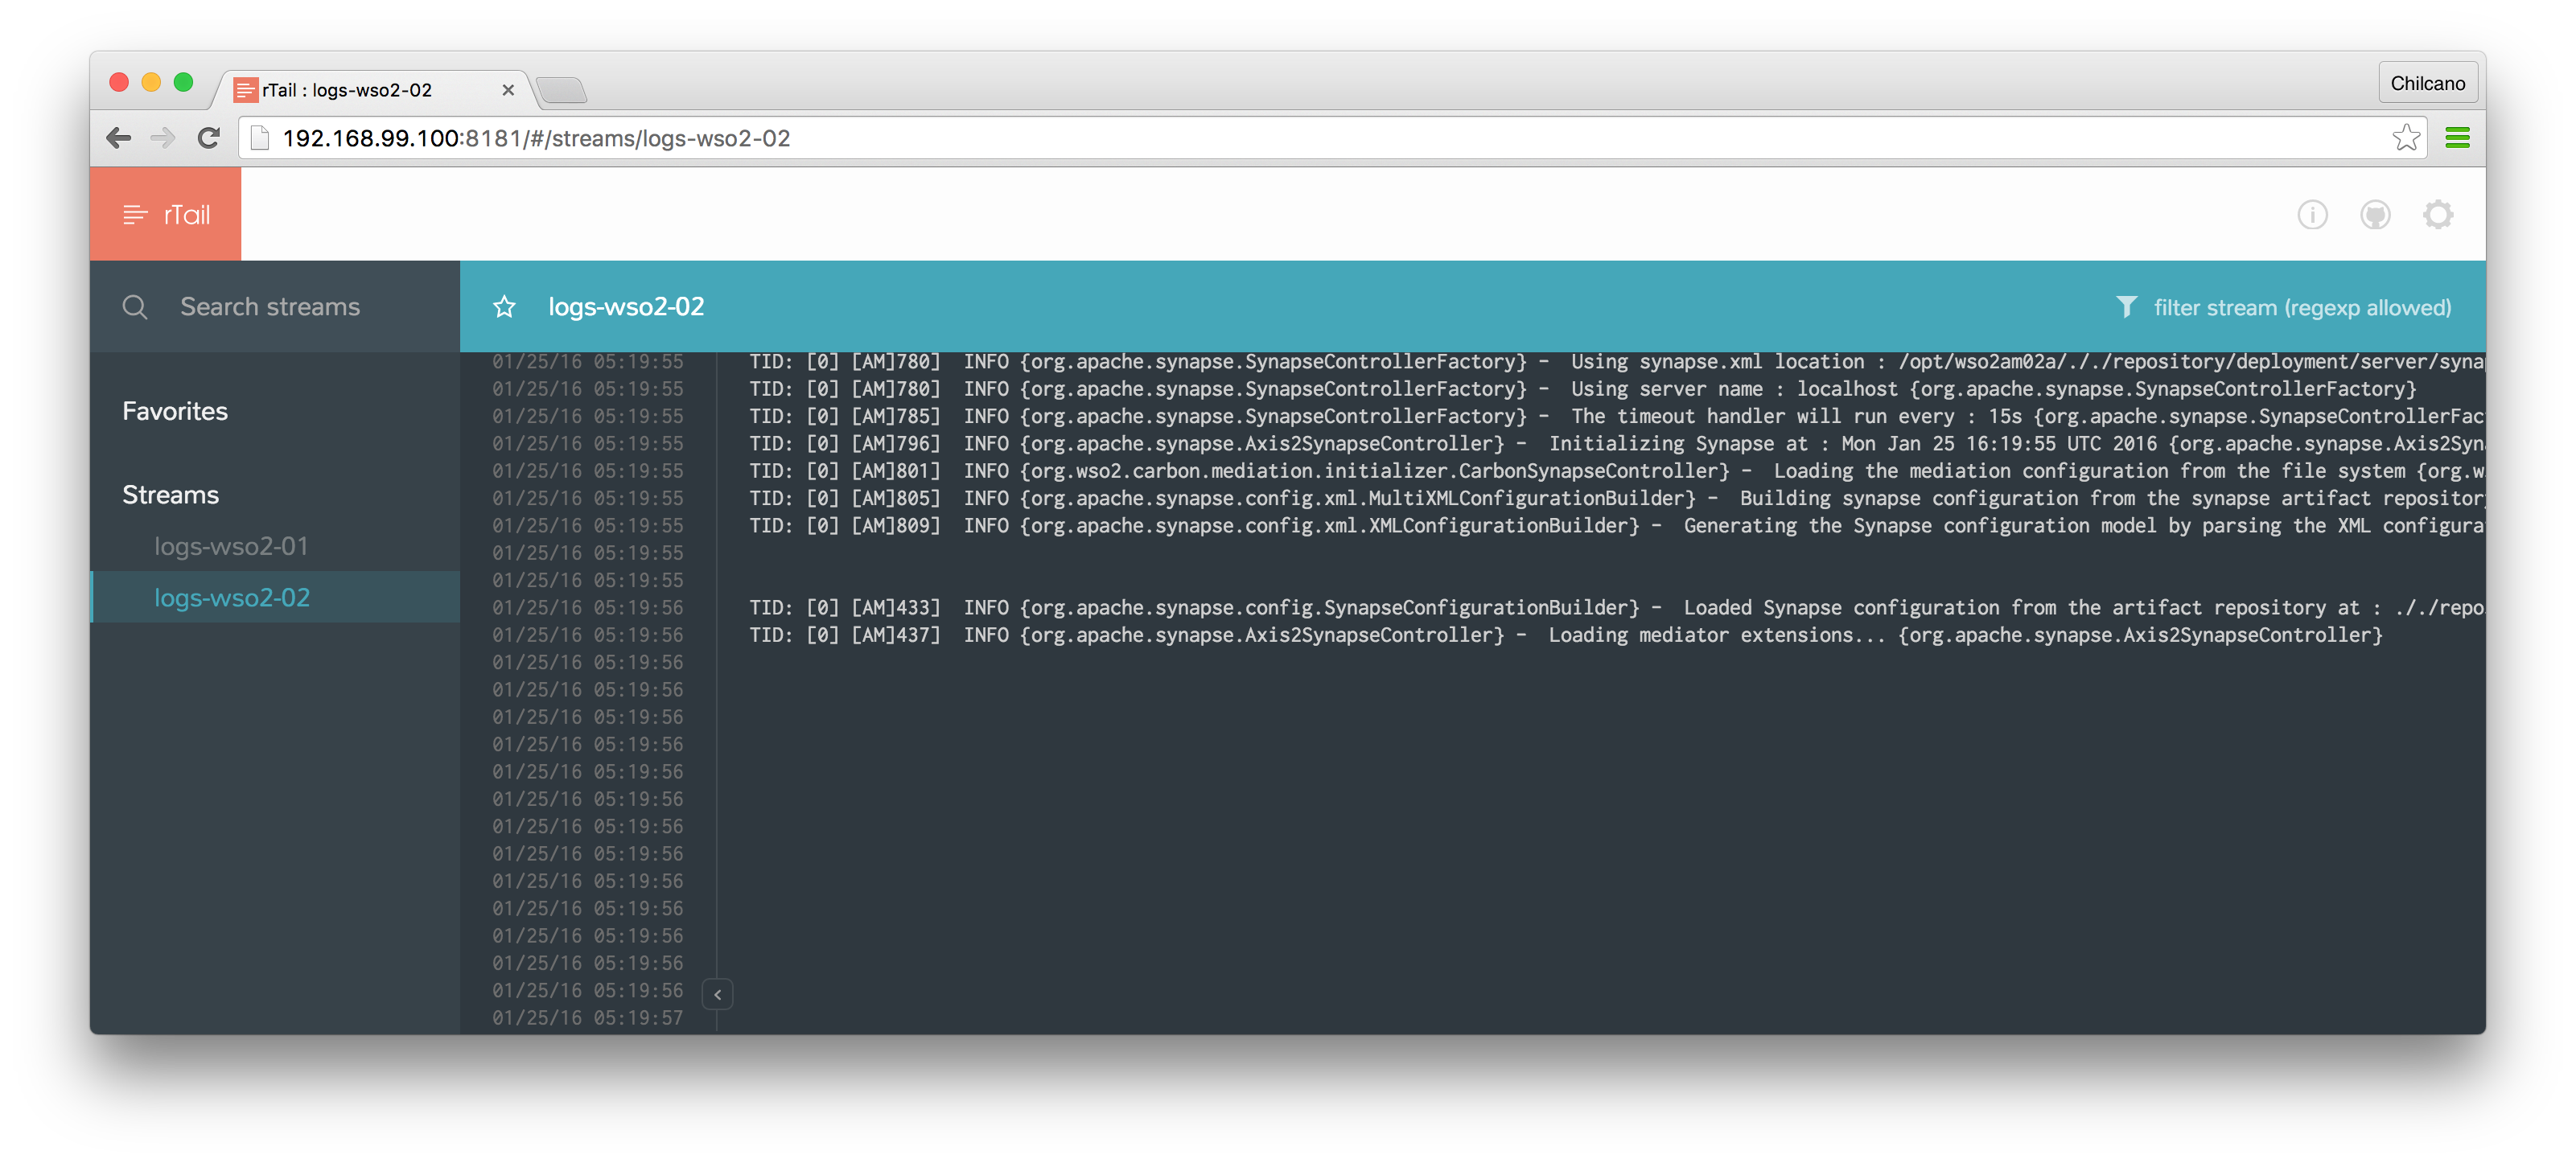 rTail : logs-wso2-02
Chilcano
192.168.99.100:8181/#/streams/logs-wso2-02
rTail
Search streams
logs-wso2-02
filter stream (regexp allowed)
Favorites
Streams
logs-wso2-01
logs-wso2-02
01/25/16 05:19:55 TID: [0] [AM]780] INFO {org.apache.synapse.SynapseControllerFactory} - Using synapse.xml location : /opt/wso2am02a/././repository/deployment/server/synap
01/25/16 05:19:55 TID: [0] [AM]780] INFO {org.apache.synapse.SynapseControllerFactory} - Using server name : localhost {org.apache.synapse.SynapseControllerFactory}
01/25/16 05:19:55 TID: [0] [AM]785] INFO {org.apache.synapse.SynapseControllerFactory} - The timeout handler will run every : 15s {org.apache.synapse.SynapseControllerFac
01/25/16 05:19:55 TID: [0] [AM]796] INFO {org.apache.synapse.Axis2SynapseController} - Initializing Synapse at : Mon Jan 25 16:19:55 UTC 2016 {org.apache.synapse.Axis2Syn
01/25/16 05:19:55 TID: [0] [AM]801] INFO {org.wso2.carbon.mediation.initializer.CarbonSynapseController} - Loading the mediation configuration from the file system {org.w
01/25/16 05:19:55 TID: [0] [AM]805] INFO {org.apache.synapse.config.xml.MultiXMLConfigurationBuilder} - Building synapse configuration from the synapse artifact repository
01/25/16 05:19:55 TID: [0] [AM]809] INFO {org.apache.synapse.config.xml.XMLConfigurationBuilder} - Generating the Synapse configuration model by parsing the XML configura
01/25/16 05:19:55
01/25/16 05:19:55
01/25/16 05:19:56 TID: [0] [AM]433] INFO {org.apache.synapse.config.SynapseConfigurationBuilder} - Loaded Synapse configuration from the artifact repository at : ././repo
01/25/16 05:19:56 TID: [0] [AM]437] INFO {org.apache.synapse.Axis2SynapseController} - Loading mediator extensions... {org.apache.synapse.Axis2SynapseController}
01/25/16 05:19:56
01/25/16 05:19:56
01/25/16 05:19:56
01/25/16 05:19:56
01/25/16 05:19:56
01/25/16 05:19:56
01/25/16 05:19:56
01/25/16 05:19:56
01/25/16 05:19:56
01/25/16 05:19:56
01/25/16 05:19:56
01/25/16 05:19:56
01/25/16 05:19:56
01/25/16 05:19:57